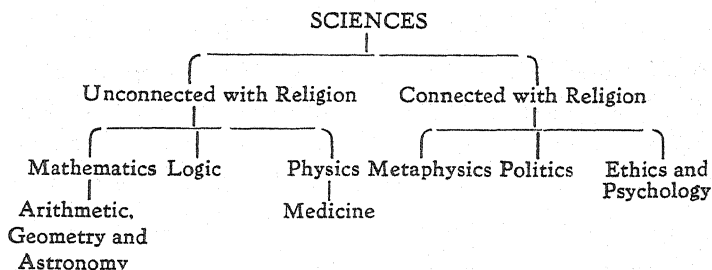 SCIENCES
Unconnected with Religion
Connected with Religion
Mathematics
Logic
Physics
Metaphysics
Politics
Ethics and
Psychology
Arithmetic,
Geometry and
Astronomy
Medicine